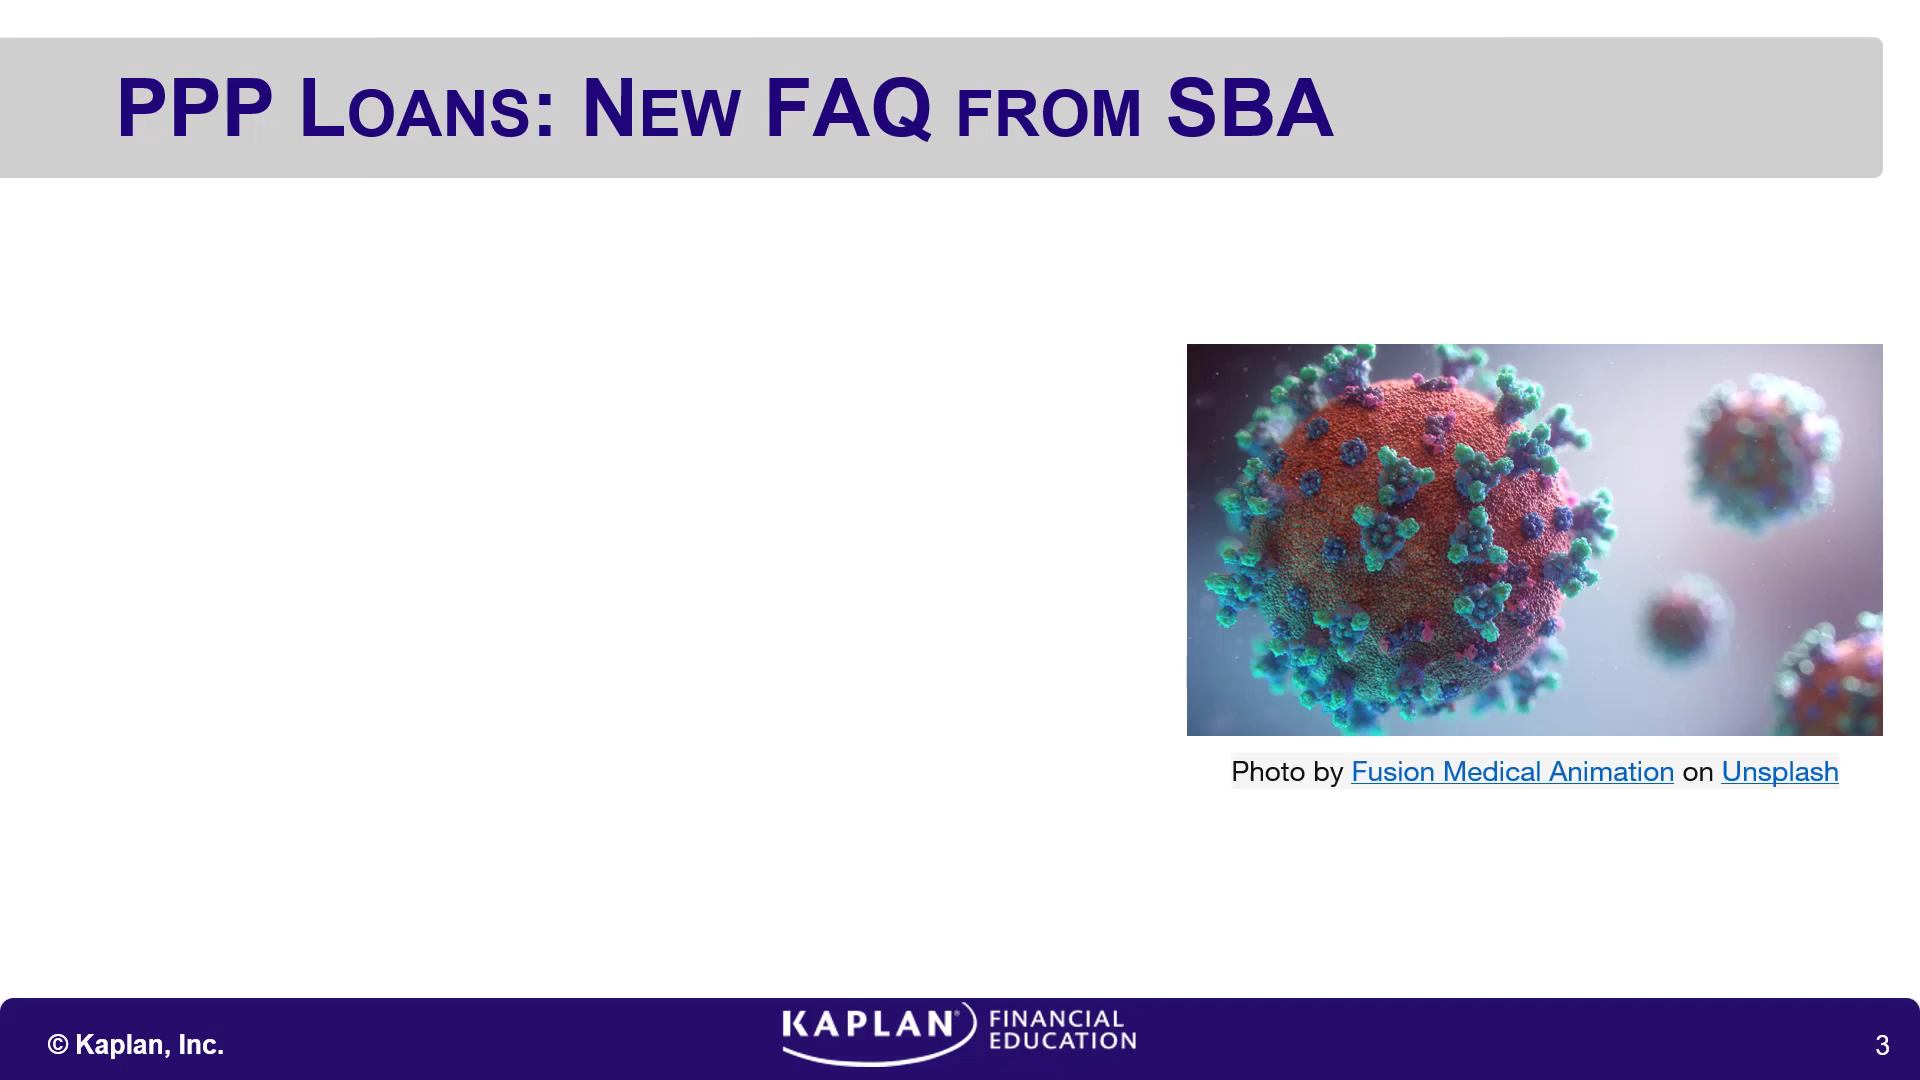 PPP Loans: New FAQ from SBA
Photo by Fusion Medical Animation on Unsplash
© Kaplan, Inc.
KAPLAN® FINANCIAL
EDUCATION
3